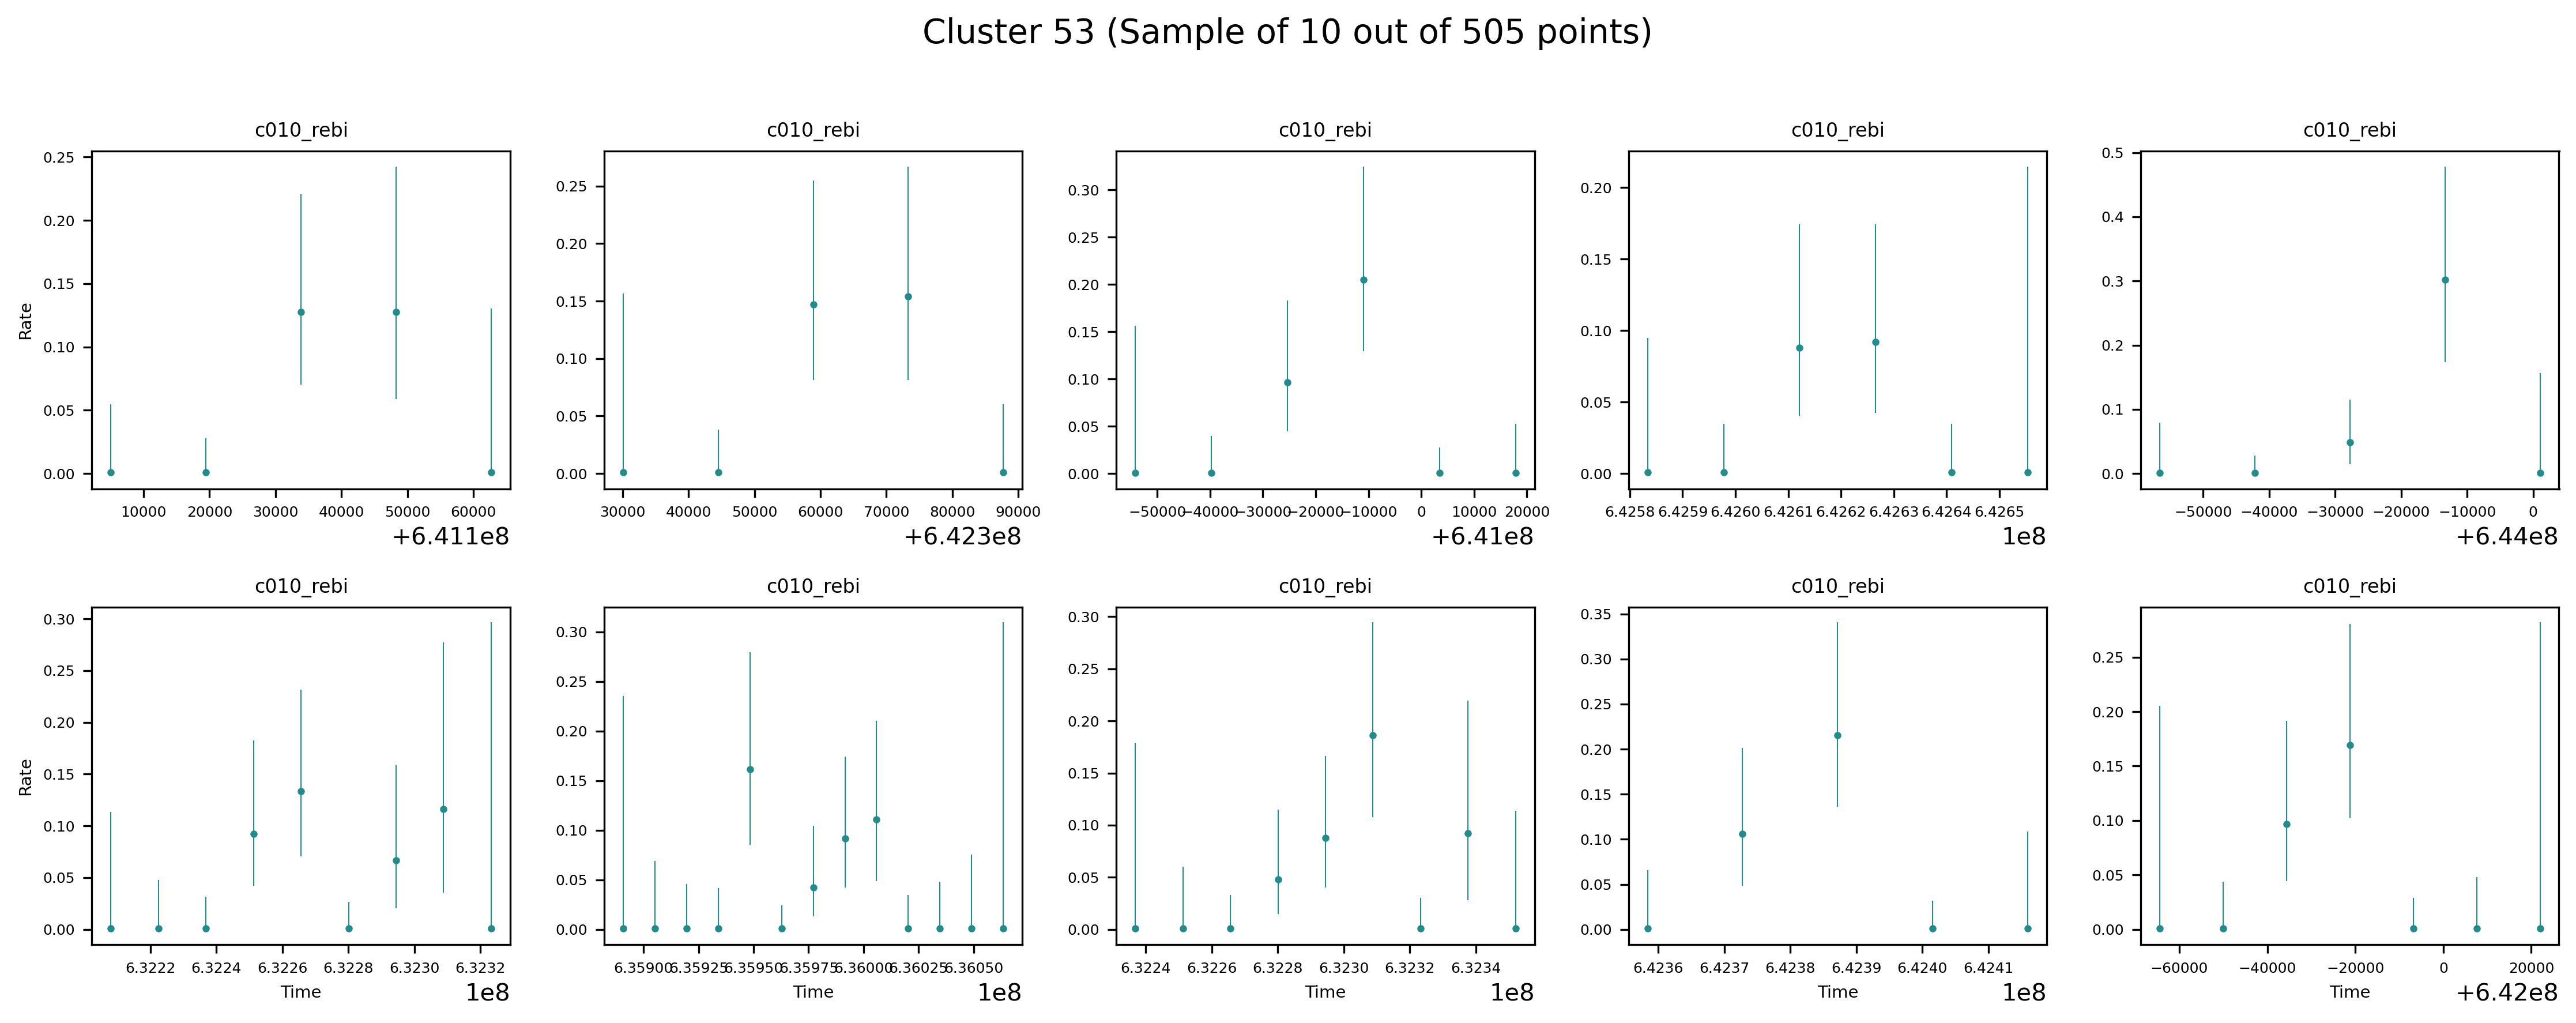 Cluster 53 (Sample of 10 out of 505 points)
c010_rebi c010_rebi c010_rebi c010_rebi c010_rebi
Rate
0.25
0.20
0.15
0.10
0.05
0.00
10000 20000 30000 40000 50000 60000
+6.411e8
0.25
0.20
0.15
0.10
0.05
0.00
30000 40000 50000 60000 70000 80000 90000
+6.423e8
0.30
0.25
0.20
0.15
0.10
0.05
0.00
−50000 −40000 −30000 −20000 −10000 0 10000 20000
+6.41e8
0.20
0.15
0.10
0.05
0.00
6.4258 6.4259 6.4260 6.4261 6.4262 6.4263 6.4264 6.4265
1e8
0.5
0.4
0.3
0.2
0.1
0.0
−50000 −40000 −30000 −20000 −10000 0
+6.44e8
c010_rebi c010_rebi c010_rebi c010_rebi c010_rebi
Rate
0.30
0.25
0.20
0.15
0.10
0.05
0.00
6.3222 6.3224 6.3226 6.3228 6.3230 6.3232
Time 1e8
0.30
0.25
0.20
0.15
0.10
0.05
0.00
6.35900 6.35925 6.35950 6.35975 6.36000 6.36025 6.36050
Time 1e8
0.30
0.25
0.20
0.15
0.10
0.05
0.00
6.3224 6.3226 6.3228 6.3230 6.3232 6.3234
Time 1e8
0.35
0.30
0.25
0.20
0.15
0.10
0.05
0.00
6.4236 6.4237 6.4238 6.4239 6.4240 6.4241
Time 1e8
0.25
0.20
0.15
0.10
0.05
0.00
−60000 −40000 −20000 0 20000
Time +6.42e8